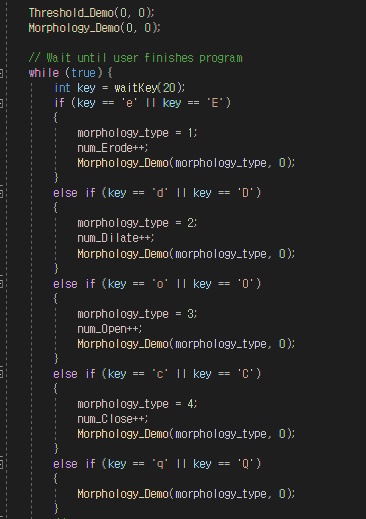 Threshold_Demo(0, 0);
Morphology_Demo(0, 0);
// Wait until user finishes program
while (true) {
int key = waitKey(20);
if (key == 'e' || key == 'E')
{
morphology_type = 1;
num_Erode++;
Morphology_Demo(morphology_type, 0);
}
else if (key == 'd' || key == 'D')
{
morphology_type = 2;
num_Dilate++;
Morphology_Demo(morphology_type, 0);
}
else if (key == 'o' || key == 'O')
{
morphology_type = 3;
num_Open++;
Morphology_Demo(morphology_type, 0);
}
else if (key == 'c' || key == 'C')
{
morphology_type = 4;
num_Close++;
Morphology_Demo(morphology_type, 0);
}
else if (key == 'q' || key == 'Q')
{
Morphology_Demo(morphology_type, 0);
}